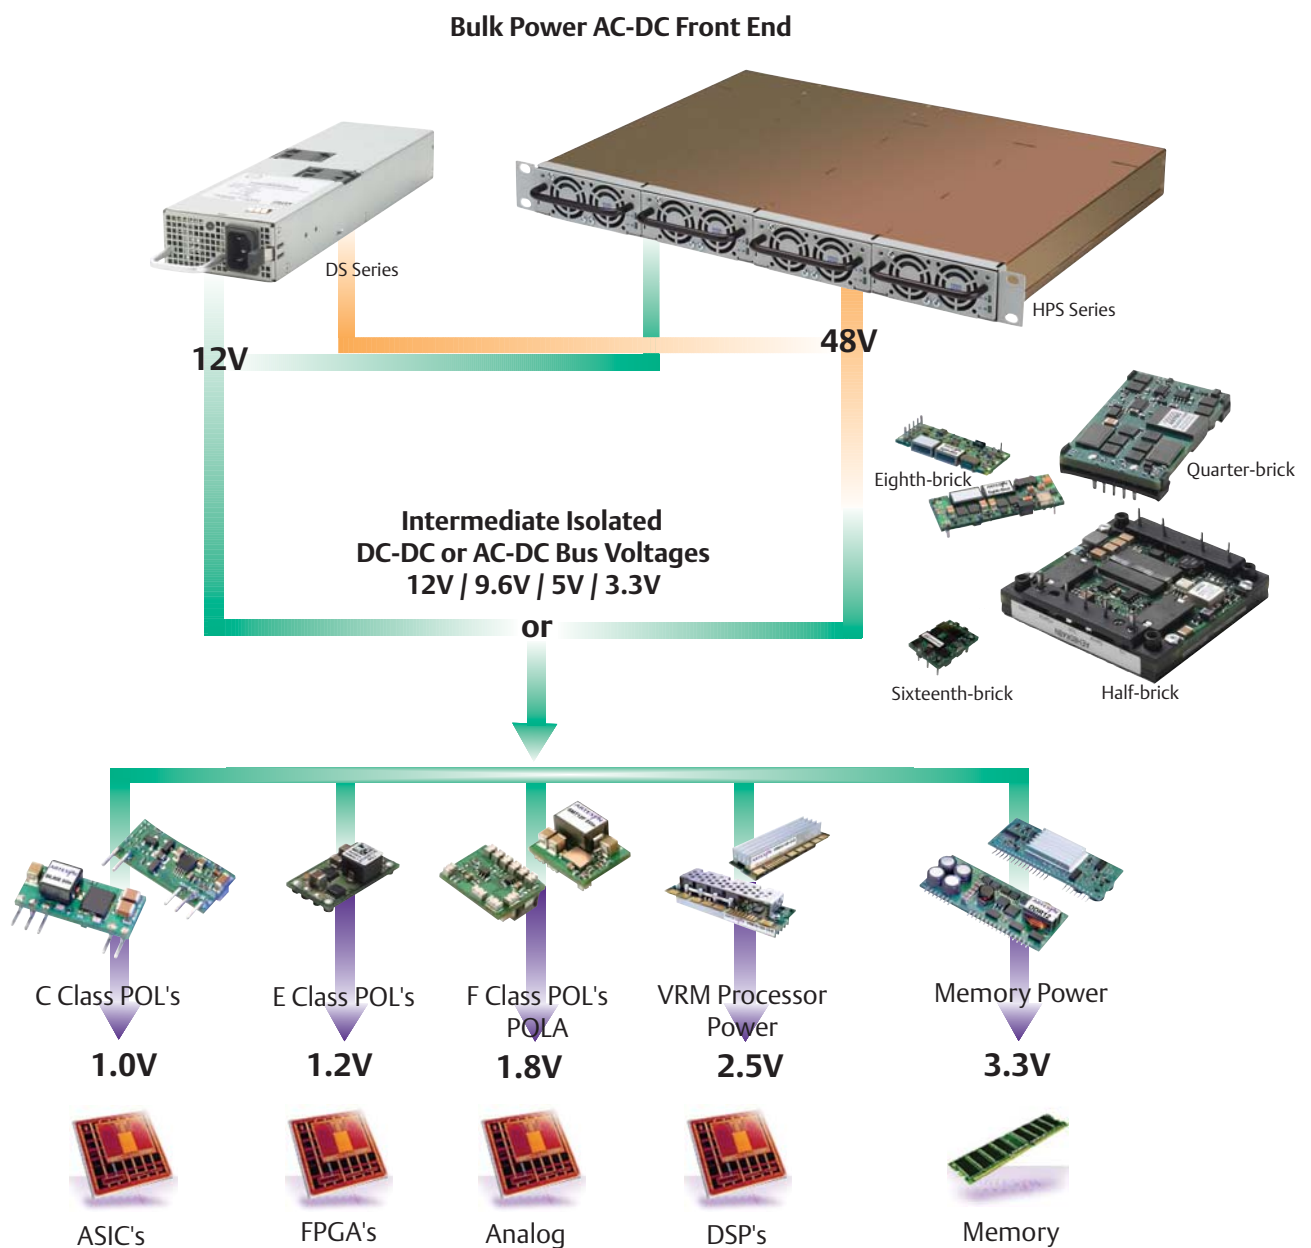 Bulk Power AC-DC Front End
DS Series
HPS Series
12V
48V
Eighth-brick
Quarter-brick
Intermediate Isolated
DC-DC or AC-DC Bus Voltages
12V / 9.6V / 5V / 3.3V
or
Sixteenth-brick
Half-brick
C Class POL's
E Class POL's
F Class POL's
POLA
VRM Processor
Power
Memory Power
1.0V
1.2V
1.8V
2.5V
3.3V
ASIC's
FPGA's
Analog
DSP's
Memory